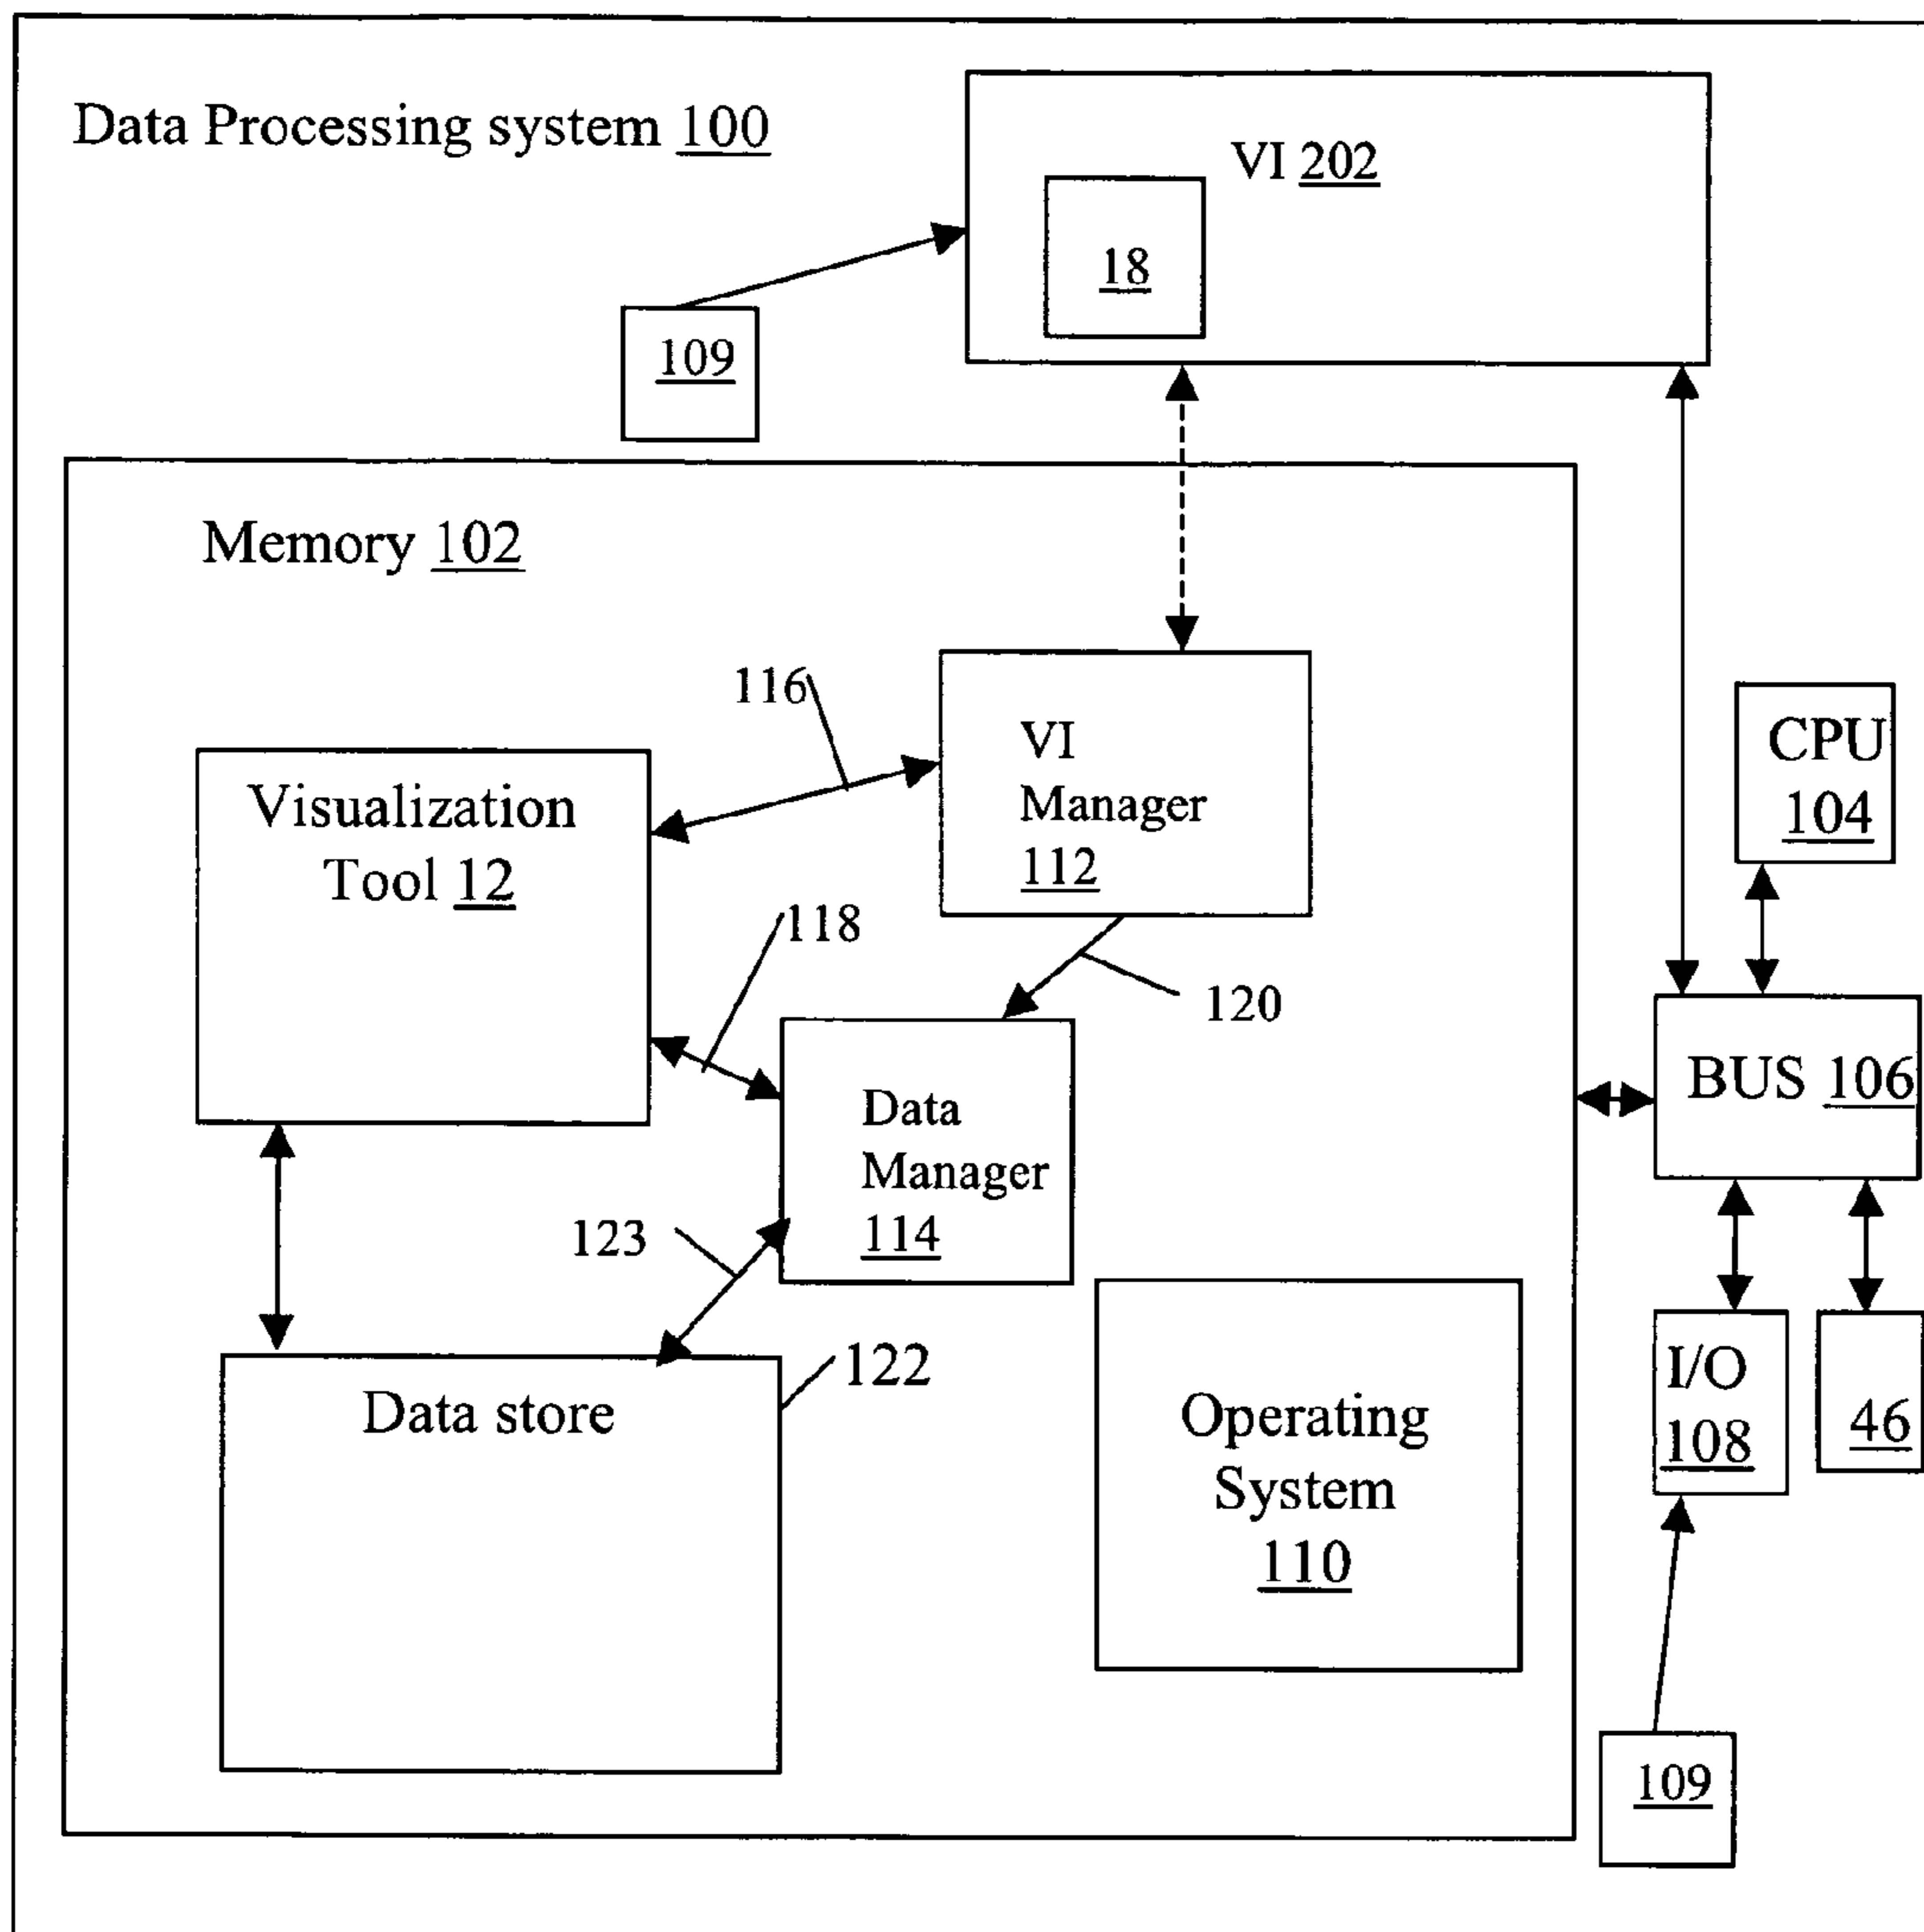 Data Processing system 100
VI 202
18
109
Memory 102
116
VI
Manager
112
CPU
104
Visualization
Tool 12
118
120
BUS 106
Data
Manager
114
123
122
Data store
I/O
108
46
Operating
System
110
109